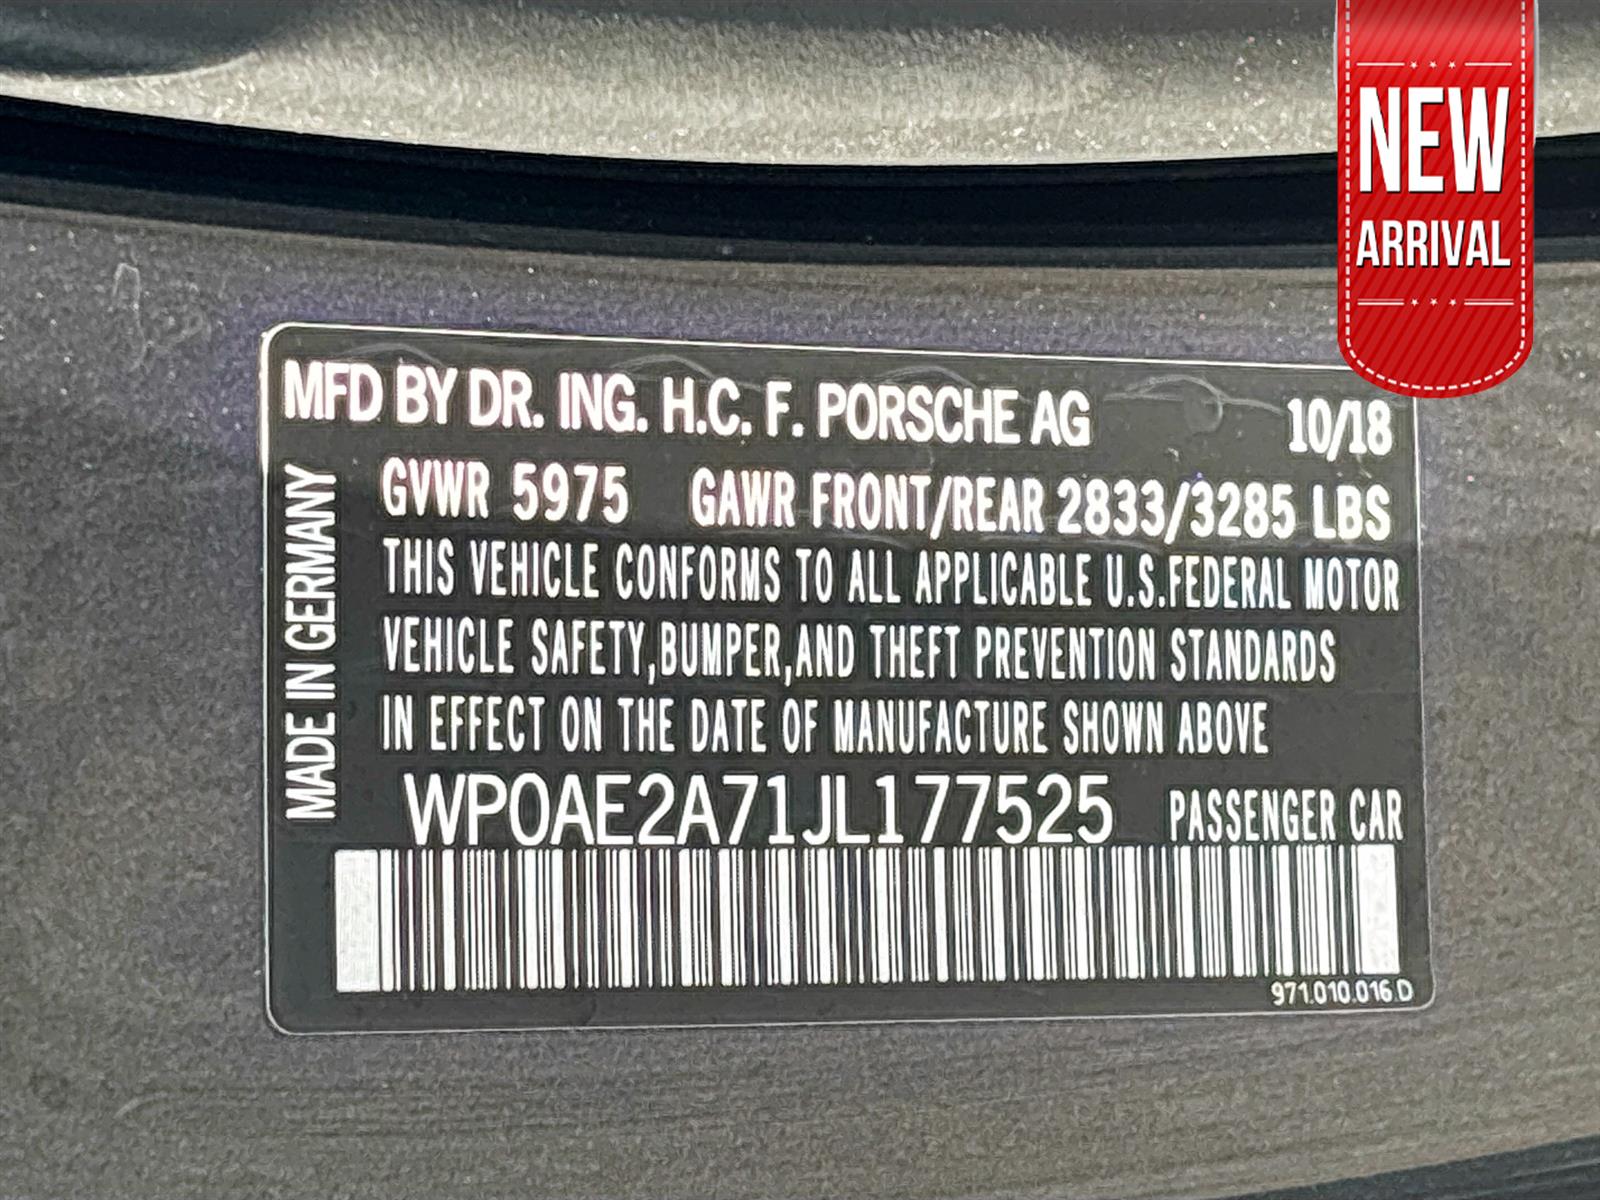 NEW
ARRIVAL
MFD BY DR. ING. H.C. F. PORSCHE AG 10/18
GVWR 5975 GAWR FRONT/REAR 2833/3285 LBS
THIS VEHICLE CONFORMS TO ALL APPLICABLE U.S.FEDERAL MOTOR
VEHICLE SAFETY,BUMPER,AND THEFT PREVENTION STANDARDS
IN EFFECT ON THE DATE OF MANUFACTURE SHOWN ABOVE
MADE IN GERMANY
WP0AE2A71JL177525 PASSENGER CAR
971.010.016.D